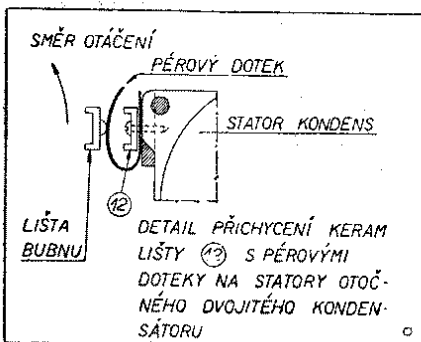 SMĚR OTÁČENÍ
PÉROVÝ DOTEK
STATOR KONDENS
12
LIŠTA
BUBNU
DETAIL PŘICHYCENÍ KERAM
LIŠTY 12 S PÉROVÝMI
DOTEKY NA STATORY OTOČ-
NÉHO DVOJITÉHO KONDEN-
SÁTORU